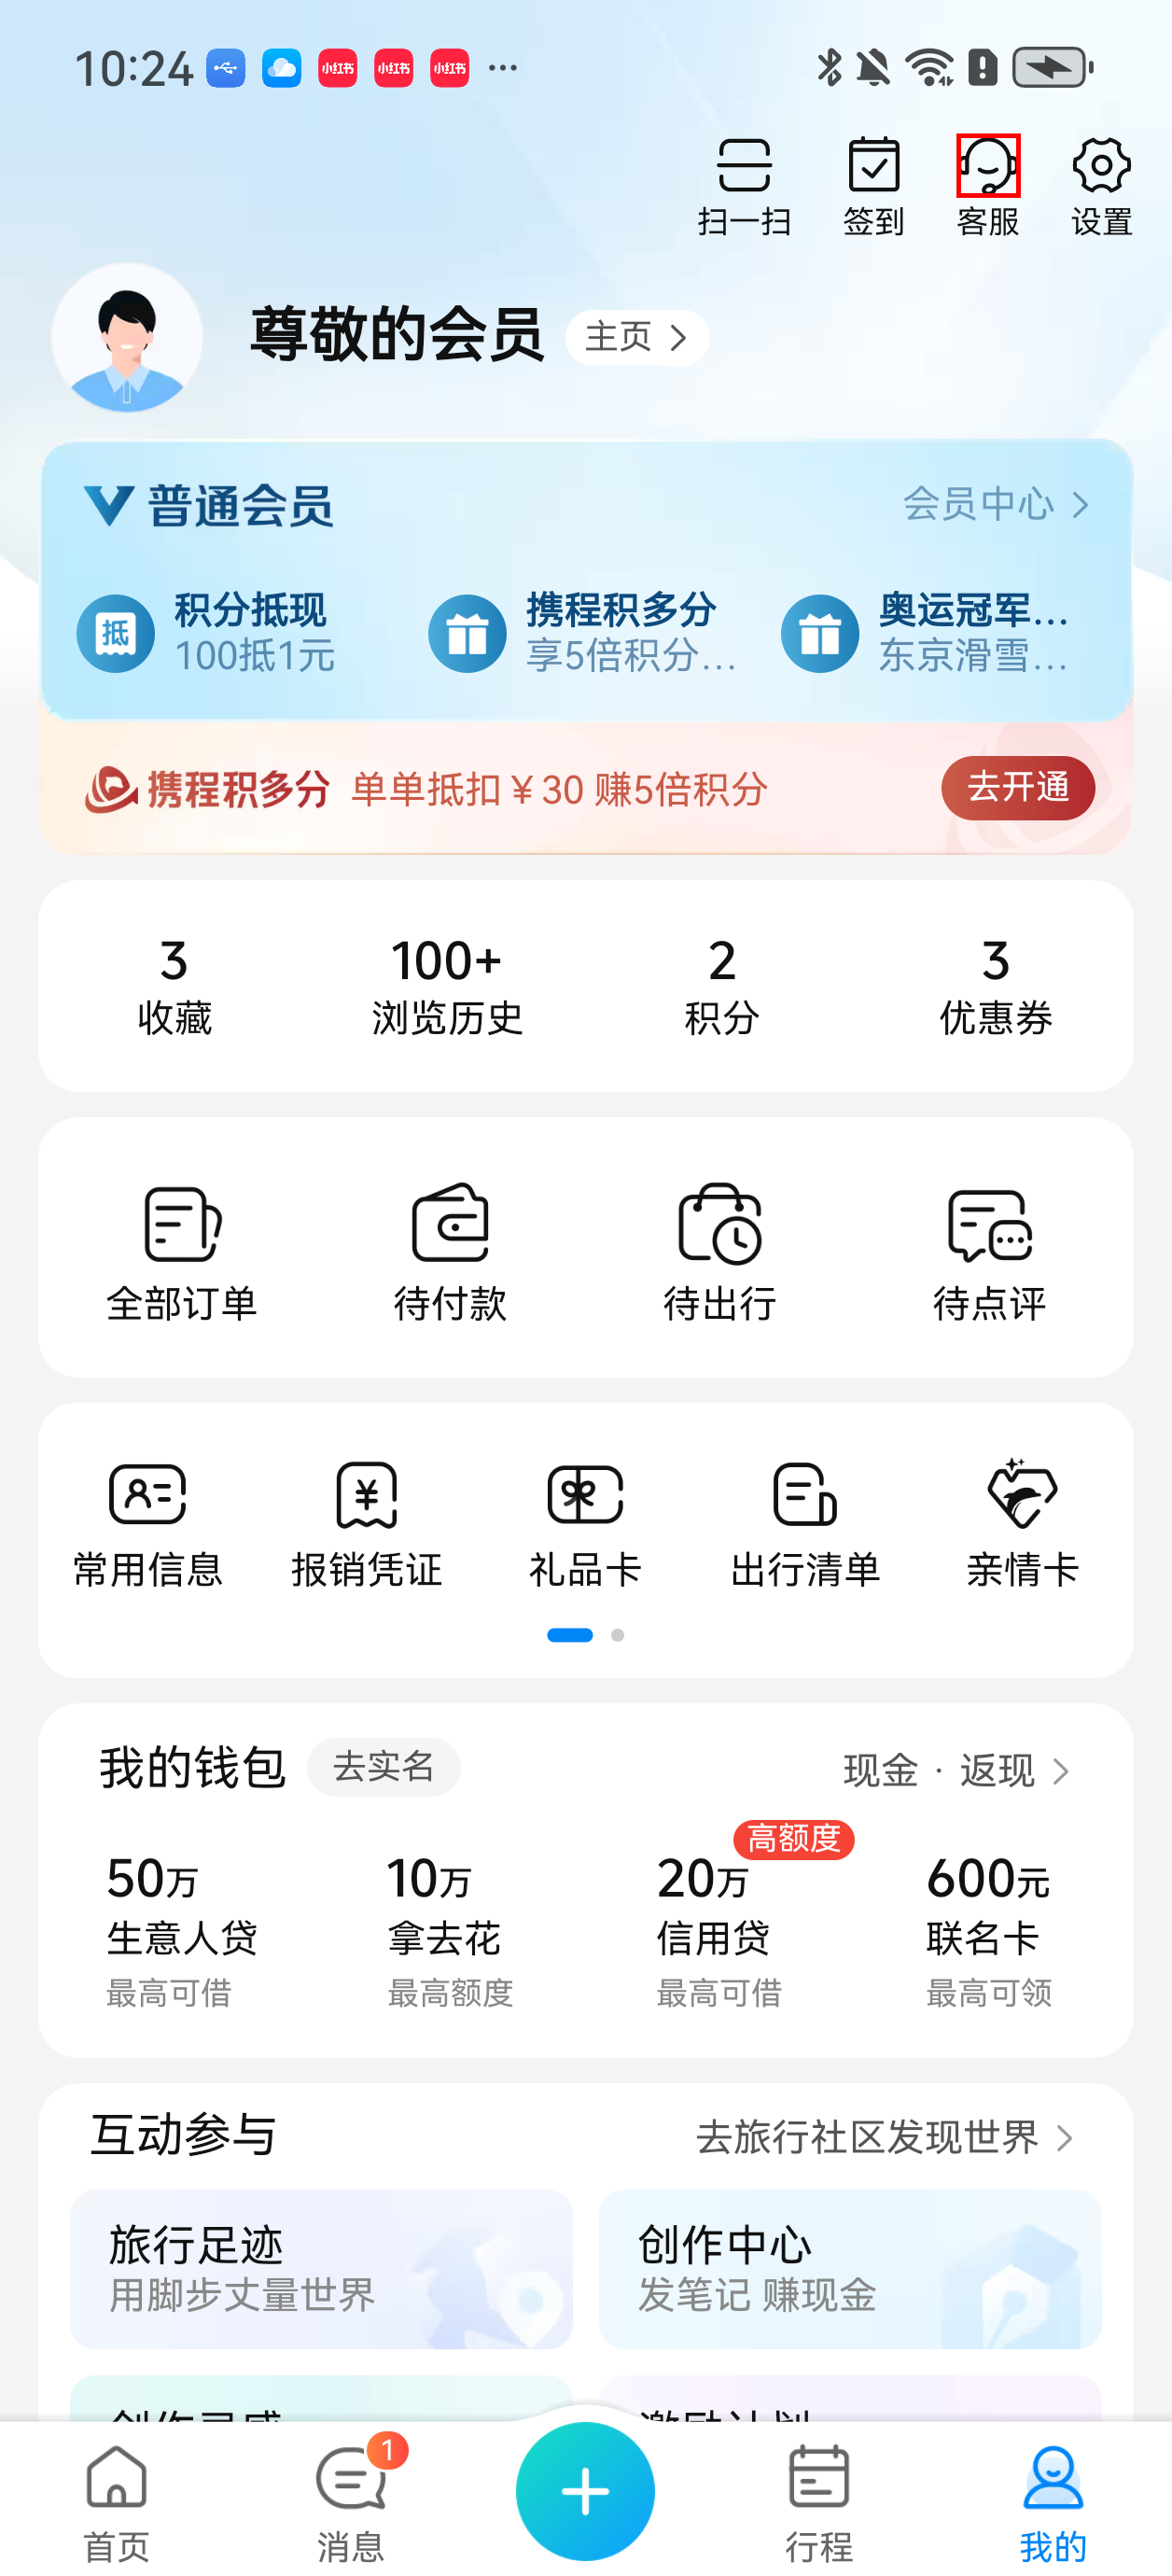 10:24 小红书 小红书 小红书 ...
扫一扫 签到 客服 设置
尊敬的会员 主页
普通会员 会员中心
抵 积分抵现 携程积多分 奥运冠军...
100抵1元 享5倍积分... 东京滑雪...
携程积多分 单单抵扣￥30 赚5倍积分 去开通
3 100+ 2 3
收藏 浏览历史 积分 优惠券
全部订单 待付款 待出行 待点评
常用信息 报销凭证 礼品卡 出行清单 亲情卡
我的钱包 去实名 现金 · 返现
高额度
50万 10万 20万 600元
生意人贷 拿去花 信用贷 联名卡
最高可借 最高额度 最高可借 最高可领
互动参与 去旅行社区发现世界
旅行足迹 创作中心
用脚步丈量世界 发笔记 赚现金
创作灵感 激励计划
1
首页 消息 行程 我的